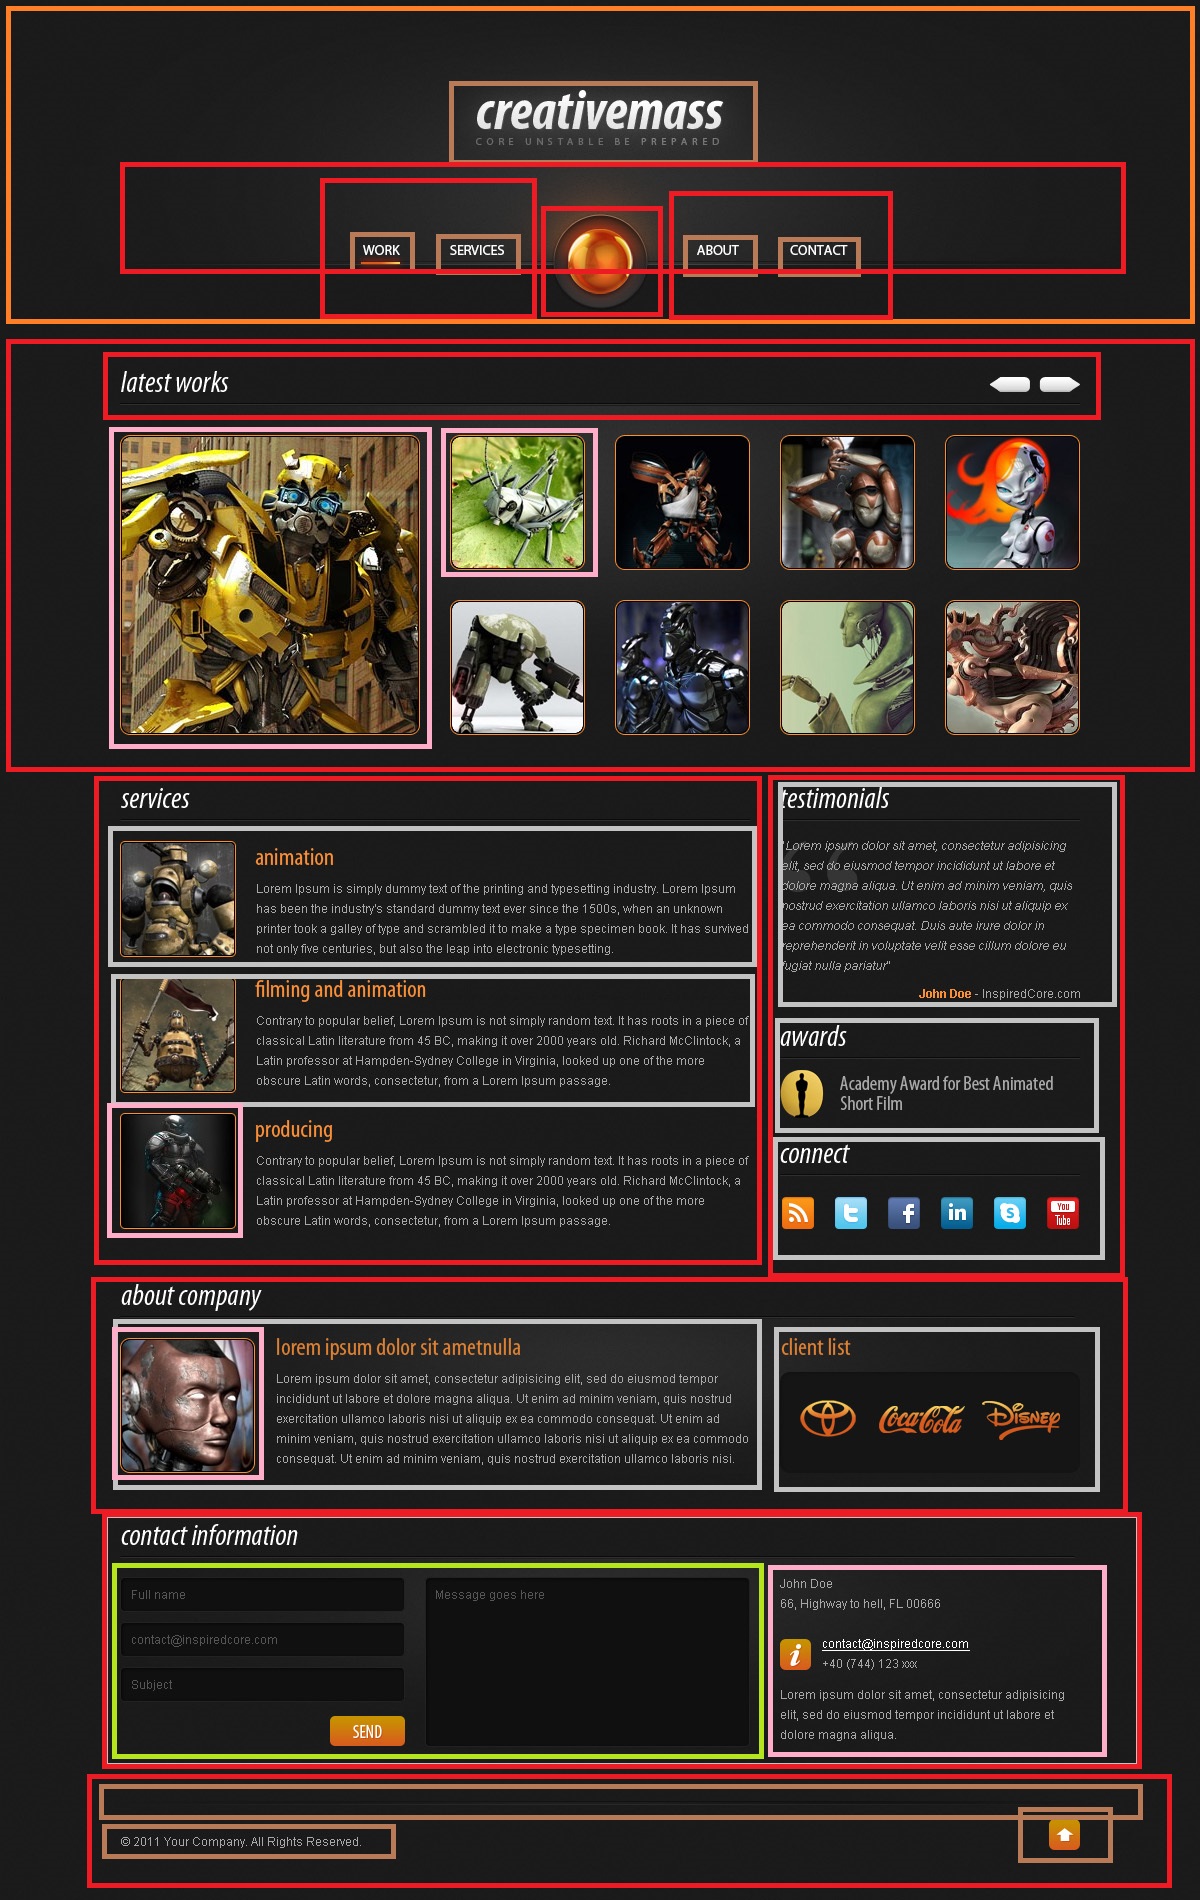 creativemass
CORE UNSTABLE BE PREPARED
WORK
SERVICES
ABOUT
CONTACT
latest works
services
animation
Lorem Ipsum is simply dummy text of the printing and typesetting industry. Lorem Ipsum
has been the industry's standard dummy text ever since the 1500s, when an unknown
printer took a galley of type and scrambled it to make a type specimen book. It has survived
not only five centuries, but also the leap into electronic typesetting.
filming and animation
Contrary to popular belief, Lorem Ipsum is not simply random text. It has roots in a piece of
classical Latin literature from 45 BC, making it over 2000 years old. Richard McClintock, a
Latin professor at Hampden-Sydney College in Virginia, looked up one of the more
obscure Latin words, consectetur, from a Lorem Ipsum passage.
producing
Contrary to popular belief, Lorem Ipsum is not simply random text. It has roots in a piece of
classical Latin literature from 45 BC, making it over 2000 years old. Richard McClintock, a
Latin professor at Hampden-Sydney College in Virginia, looked up one of the more
obscure Latin words, consectetur, from a Lorem Ipsum passage.
testimonials
"Lorem ipsum dolor sit amet, consectetur adipisicing
elit, sed do eiusmod tempor incididunt ut labore et
dolore magna aliqua. Ut enim ad minim veniam, quis
nostrud exercitation ullamco laboris nisi ut aliquip ex
ea commodo consequat. Duis aute irure dolor in
reprehenderit in voluptate velit esse cillum dolore eu
fugiat nulla pariatur"
John Doe - InspiredCore.com
awards
Academy Award for Best Animated
Short Film
connect
You
Tube
about company
lorem ipsum dolor sit ametnulla
Lorem ipsum dolor sit amet, consectetur adipisicing elit, sed do eiusmod tempor
incididunt ut labore et dolore magna aliqua. Ut enim ad minim veniam, quis nostrud
exercitation ullamco laboris nisi ut aliquip ex ea commodo consequat. Ut enim ad
minim veniam, quis nostrud exercitation ullamco laboris nisi ut aliquip ex ea commodo
consequat. Ut enim ad minim veniam, quis nostrud exercitation ullamco laboris nisi.
client list
Coca-Cola
Disney
contact information
Full name
contact@inspiredcore.com
Subject
SEND
Message goes here
John Doe
66, Highway to hell, FL 00666
contact@inspiredcore.com
+40 (744) 123 xxx
Lorem ipsum dolor sit amet, consectetur adipisicing
elit, sed do eiusmod tempor incididunt ut labore et
dolore magna aliqua.
© 2011 Your Company. All Rights Reserved.